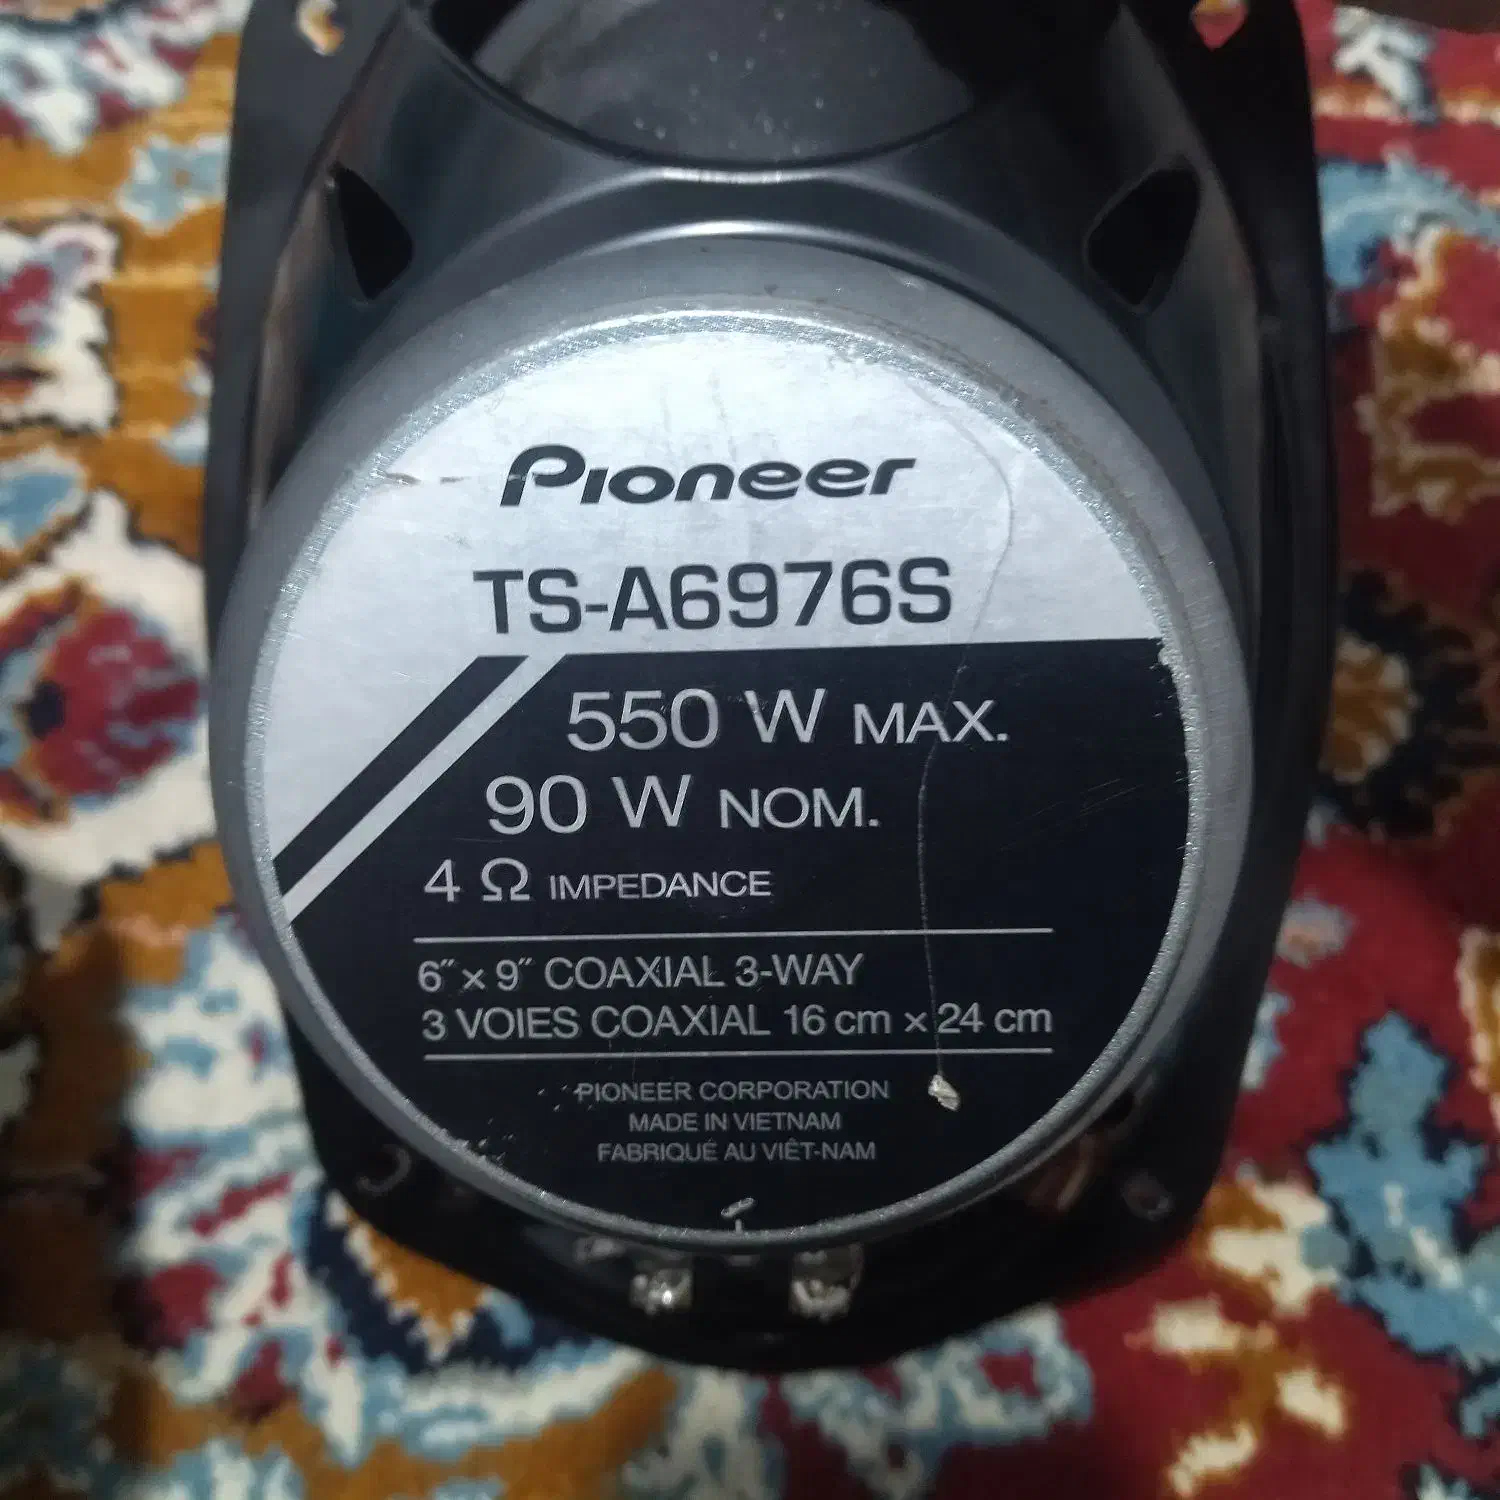 Pioneer
TS-A6976S
550 W MAX.
90 W NOM.
4 Ω IMPEDANCE
6˝ x 9˝ COAXIAL 3-WAY
3 VOIES COAXIAL 16 cm x 24 cm
PIONEER CORPORATION
MADE IN VIETNAM
FABRIQUÉ AU VIÊT-NAM